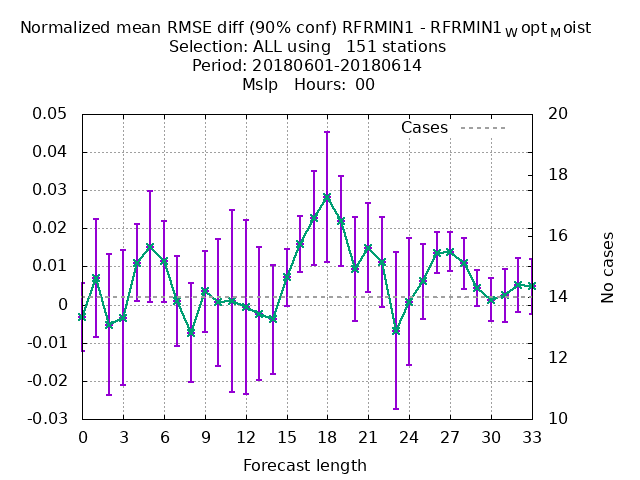 Normalized mean RMSE diff (90% conf) RFRMIN1 - RFRMIN1WoptMoist
Selection: ALL using 151 stations
Period: 20180601-20180614
Mslp Hours: 00
Cases
0.05
0.04
0.03
0.02
0.01
0
-0.01
-0.02
-0.03
20
18
16
14
12
10
No cases
0 3 6 9 12 15 18 21 24 27 30 33
Forecast length